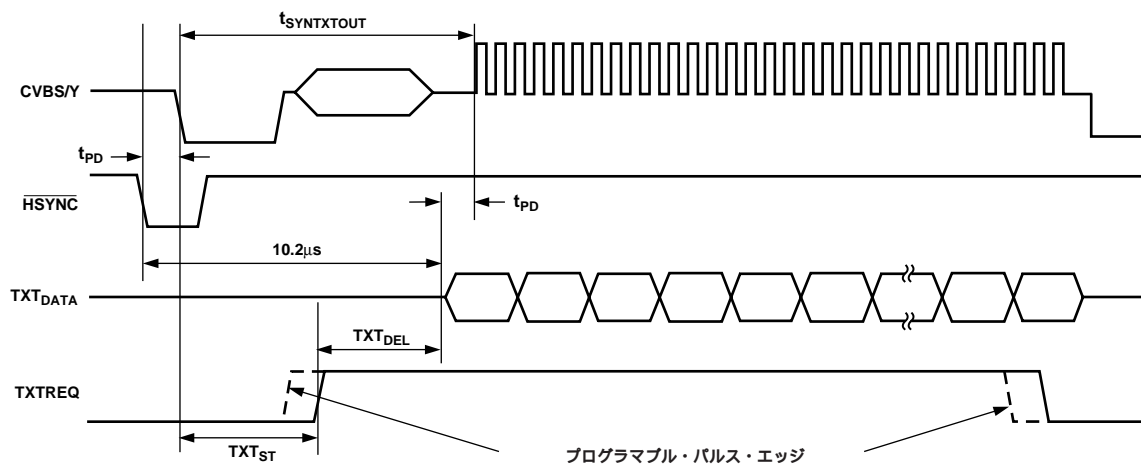 tSYNTXTOUT
CVBS/Y
tPD
HSYNC
tPD
10.2μs
TXTDATA
TXTDEL
TXTREQ
TXTST
プログラマブル・パルス・エッジ